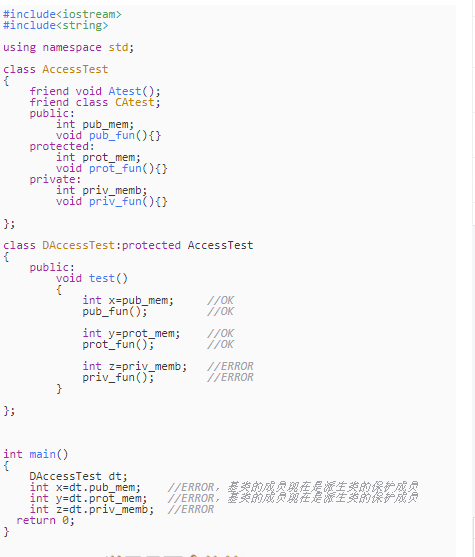 #include<iostream>
#include<string>
using namespace std;
class AccessTest
{
friend void Atest();
friend class CAtest;
public:
int pub_mem;
void pub_fun(){}
protected:
int prot_mem;
void prot_fun(){}
private:
int priv_memb;
void priv_fun(){}
};
class DAccessTest:protected AccessTest
{
public:
void test()
{
int x=pub_mem; //OK
pub_fun(); //OK
int y=prot_mem; //OK
prot_fun(); //OK
int z=priv_memb; //ERROR
priv_fun(); //ERROR
}
};
int main()
{
DAccessTest dt;
int x=dt.pub_mem; //ERROR，基类的成员现在是派生类的保护成员
int y=dt.prot_mem; //ERROR，基类的成员现在是派生类的保护成员
int z=dt.priv_memb; //ERROR
return 0;
}